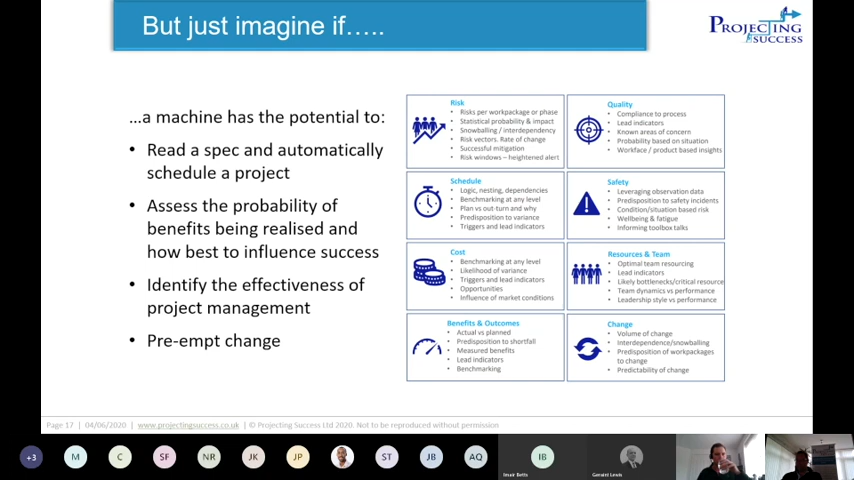 But just imagine if…..
PROJECTING
SUCCESS
…a machine has the potential to:
• Read a spec and automatically
schedule a project
• Assess the probability of
benefits being realised and
how best to influence success
• Identify the effectiveness of
project management
• Pre-empt change
Risk
• Risks per workpackage or phase
• Statistical probability & impact
• Snowballing / interdependency
• Risk vectors. Rate of change
• Successful mitigation
• Risk windows – heightened alert
Quality
• Compliance to process
• Lead indicators
• Known areas of concern
• Probability based on situation
• Workface / product based insights
Schedule
• Logic, nesting, dependencies
• Benchmarking at any level
• Plan vs out-turn and why
• Predisposition to variance
• Triggers and lead indicators
Safety
• Leveraging observation data
• Predisposition to safety incidents
• Condition/situation based risk
• Wellbeing & fatigue
• Informing toolbox talks
Cost
• Benchmarking at any level
• Likelihood of variance
• Triggers and lead indicators
• Opportunities
• Influence of market conditions
Resources & Team
• Optimal team resourcing
• Lead indicators
• Likely bottlenecks/critical resource
• Team dynamics vs performance
• Leadership style vs performance
Benefits & Outcomes
• Actual vs planned
• Predisposition to shortfall
• Measured benefits
• Lead indicators
• Benchmarking
Change
• Volume of change
• Interdependence/snowballing
• Predisposition of workpackages
to change
• Predictability of change
Page 17 | 04/06/2020 | www.projectingsuccess.co.uk | © Projecting Success Ltd 2020. Not to be reproduced without permission
+3 M C SF NR JK JP ST JB AQ IB
Imair Betts
Geraint Lewis